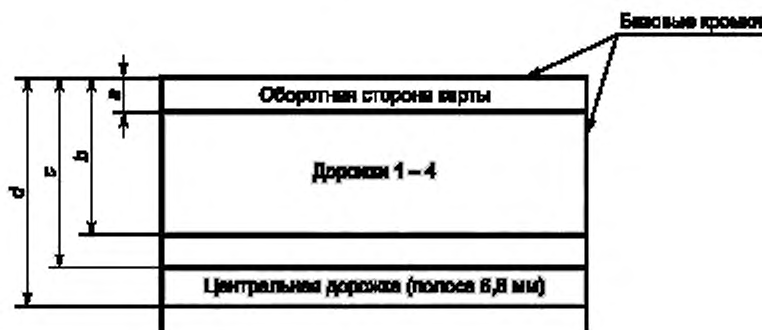 Базовые кромки
Оборотная сторона карты
a
Дорожки 1 – 4
b
c
d
Центральная дорожка (полоса 6,8 мм)